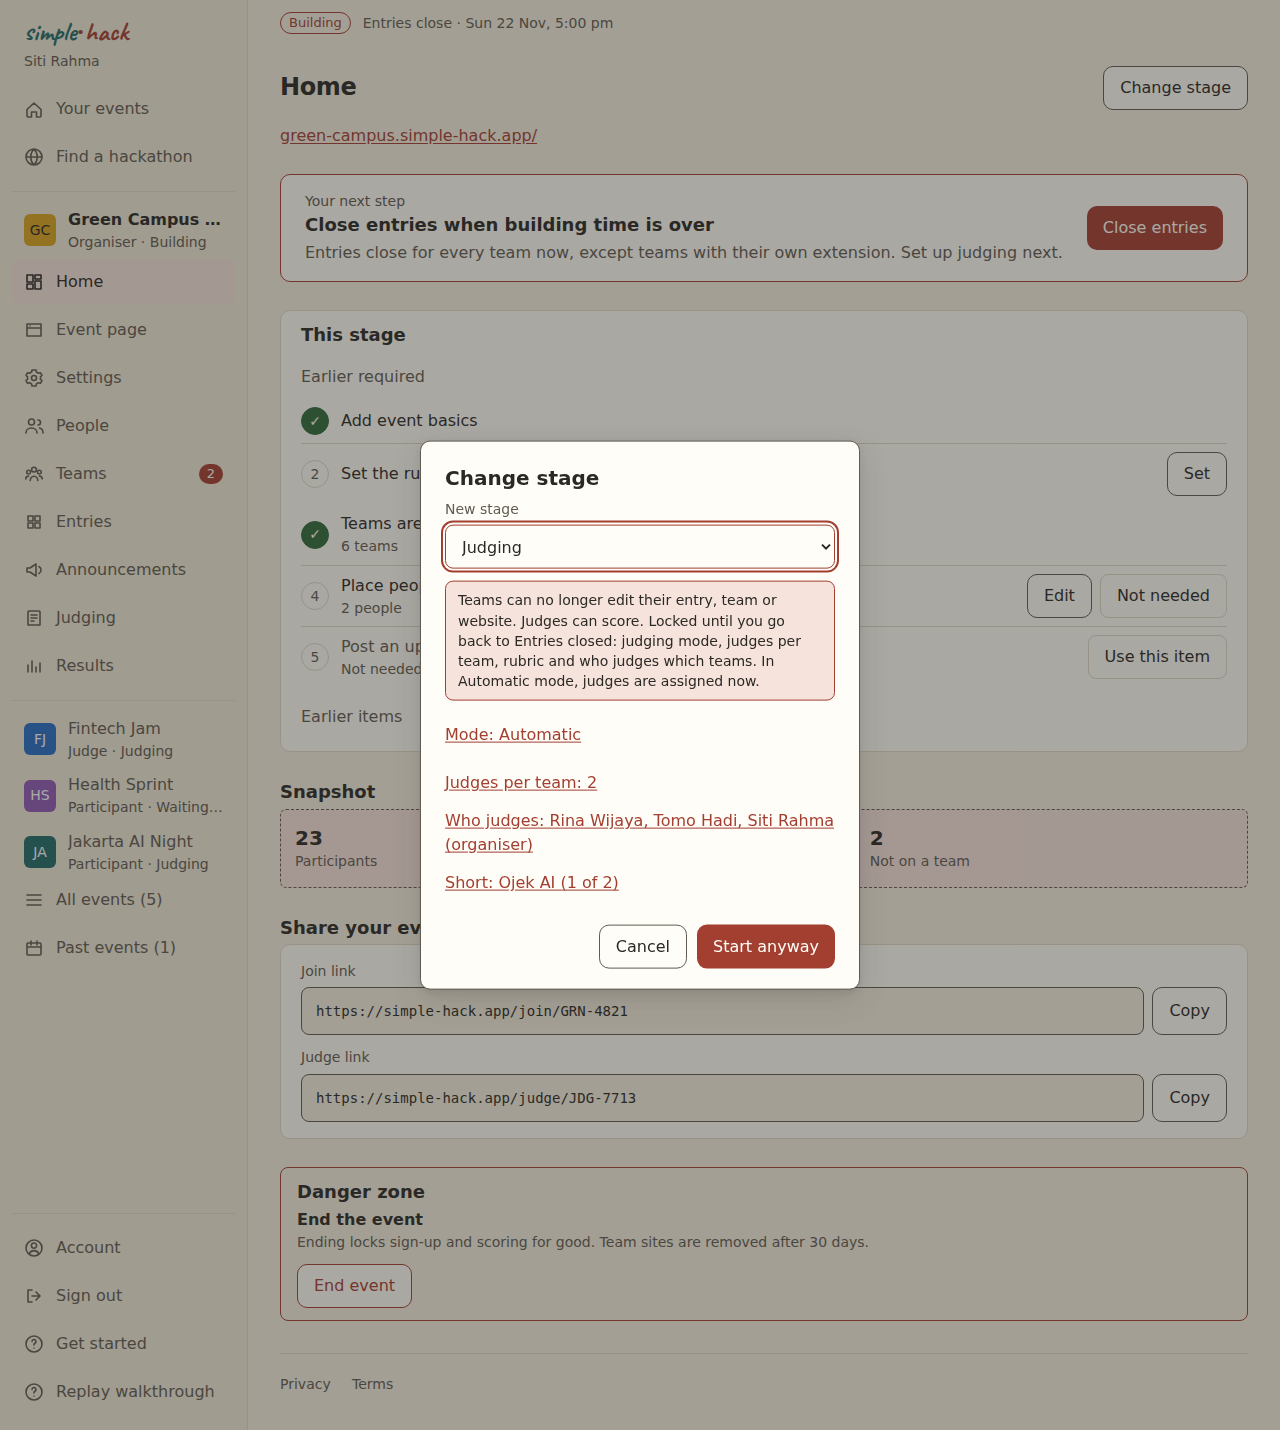 simple·hack
Siti Rahma
Your events
Find a hackathon
GC
Green Campus ...
Organiser · Building
Home
Event page
Settings
People
Teams
2
Entries
Announcements
Judging
Results
FJ
Fintech Jam
Judge · Judging
HS
Health Sprint
Participant · Waiting...
JA
Jakarta AI Night
Participant · Judging
All events (5)
Past events (1)
Account
Sign out
Get started
Replay walkthrough
Building
Entries close · Sun 22 Nov, 5:00 pm
Home
Change stage
green-campus.simple-hack.app/
Your next step
Close entries when building time is over
Entries close for every team now, except teams with their own extension. Set up judging next.
Close entries
This stage
Earlier required
✓
Add event basics
2
Set the ru
Set
✓
Teams are
6 teams
4
Place peo
2 people
Edit
Not needed
5
Post an up
Not needed
Use this item
Earlier items
Change stage
New stage
Judging
Teams can no longer edit their entry, team or
website. Judges can score. Locked until you go
back to Entries closed: judging mode, judges per
team, rubric and who judges which teams. In
Automatic mode, judges are assigned now.
Mode: Automatic
Judges per team: 2
Who judges: Rina Wijaya, Tomo Hadi, Siti Rahma
(organiser)
Short: Ojek AI (1 of 2)
Cancel
Start anyway
Snapshot
23
Participants
2
Not on a team
Share your ev
Join link
https://simple-hack.app/join/GRN-4821
Copy
Judge link
https://simple-hack.app/judge/JDG-7713
Copy
Danger zone
End the event
Ending locks sign-up and scoring for good. Team sites are removed after 30 days.
End event
Privacy
Terms